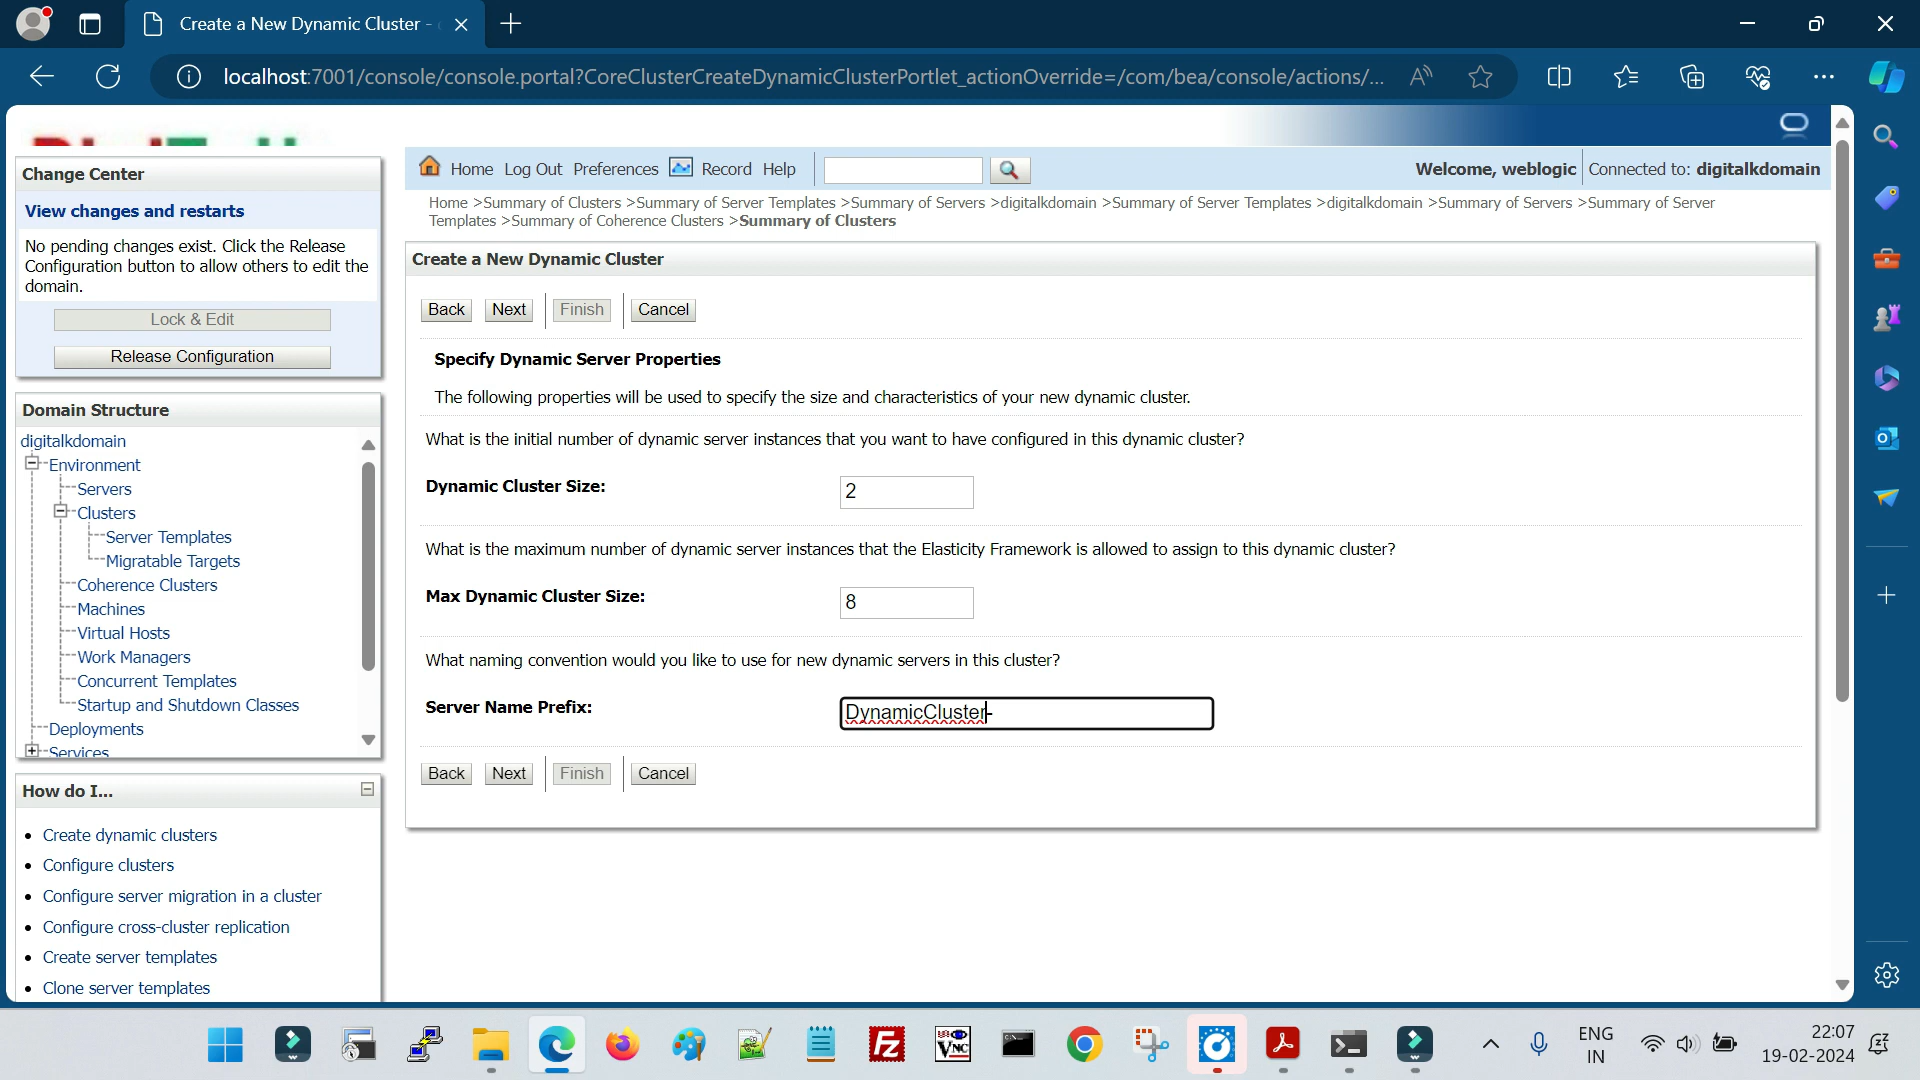 Create a New Dynamic Cluster -
localhost:7001/console/console.portal?CoreClusterCreateDynamicClusterPortlet_actionOverride=/com/bea/console/actions/...
Change Center
View changes and restarts
No pending changes exist. Click the Release
Configuration button to allow others to edit the
domain.
Lock & Edit
Release Configuration
Domain Structure
digitalkdomain
Environment
Servers
Clusters
Server Templates
Migratable Targets
Coherence Clusters
Machines
Virtual Hosts
Work Managers
Concurrent Templates
Startup and Shutdown Classes
Deployments
Services
How do I...
Create dynamic clusters
Configure clusters
Configure server migration in a cluster
Configure cross-cluster replication
Create server templates
Clone server templates
Home Log Out Preferences Record Help
Welcome, weblogic Connected to: digitalkdomain
Home >Summary of Clusters >Summary of Server Templates >Summary of Servers >digitalkdomain >Summary of Server Templates >digitalkdomain >Summary of Servers >Summary of Server
Templates >Summary of Coherence Clusters >Summary of Clusters
Create a New Dynamic Cluster
Back Next Finish Cancel
Specify Dynamic Server Properties
The following properties will be used to specify the size and characteristics of your new dynamic cluster.
What is the initial number of dynamic server instances that you want to have configured in this dynamic cluster?
Dynamic Cluster Size: 2
What is the maximum number of dynamic server instances that the Elasticity Framework is allowed to assign to this dynamic cluster?
Max Dynamic Cluster Size: 8
What naming convention would you like to use for new dynamic servers in this cluster?
Server Name Prefix: DynamicCluster-
Back Next Finish Cancel
ENG
IN
22:07
19-02-2024